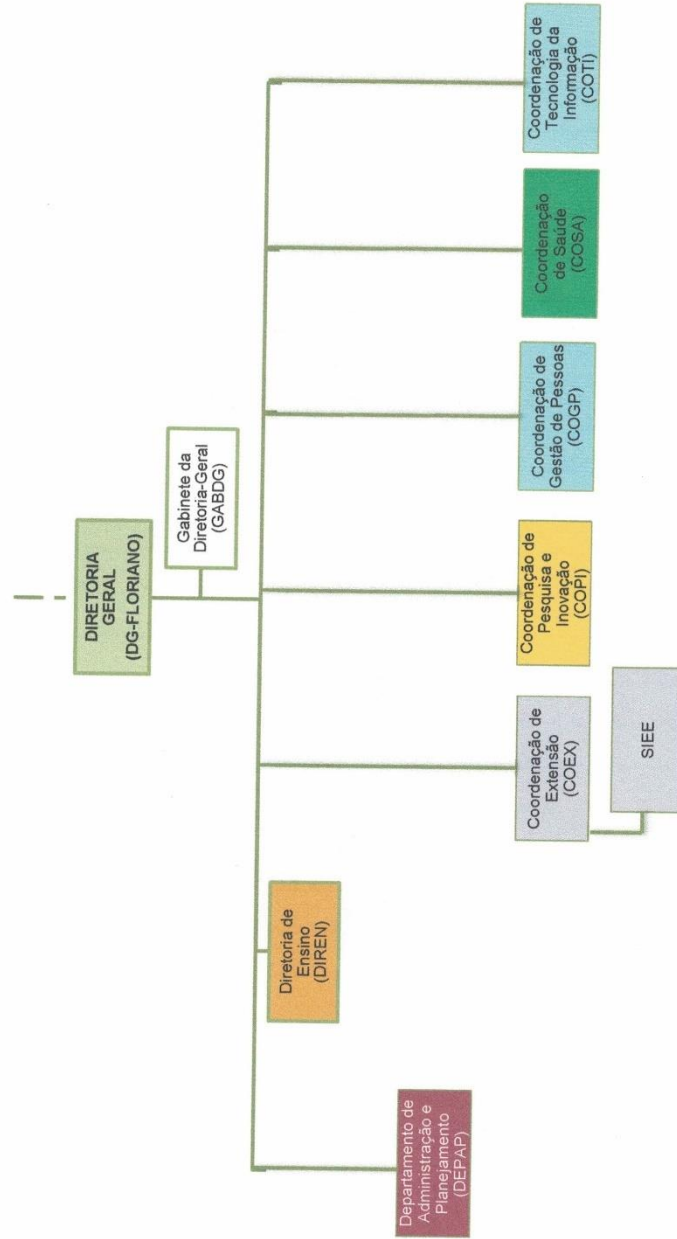 DIRETORIA
GERAL
(DG-FLORIANO)
Gabinete da
Diretoria-Geral
(GABDG)
Departamento de
Administração e
Planejamento
(DEPAP)
Diretoria de
Ensino
(DIREN)
Coordenação de
Extensão
(COEX)
SIEE
Coordenação de
Pesquisa e
Inovação
(COPI)
Coordenação de
Gestão de Pessoas
(COGP)
Coordenação
de Saúde
(COSA)
Coordenação de
Tecnologia da
Informação
(COTI)